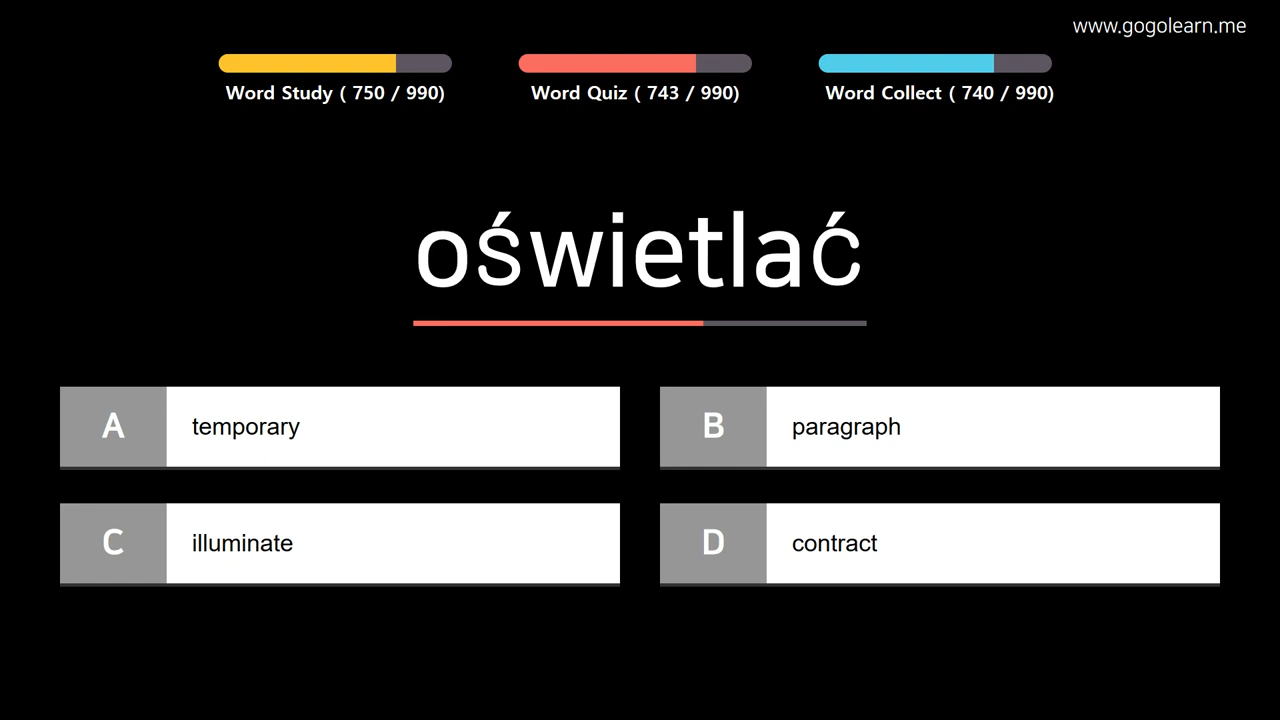 www.gogolearn.me
Word Study ( 750 / 990)
Word Quiz ( 743 / 990)
Word Collect ( 740 / 990)
oświetlać
A temporary
B paragraph
C illuminate
D contract